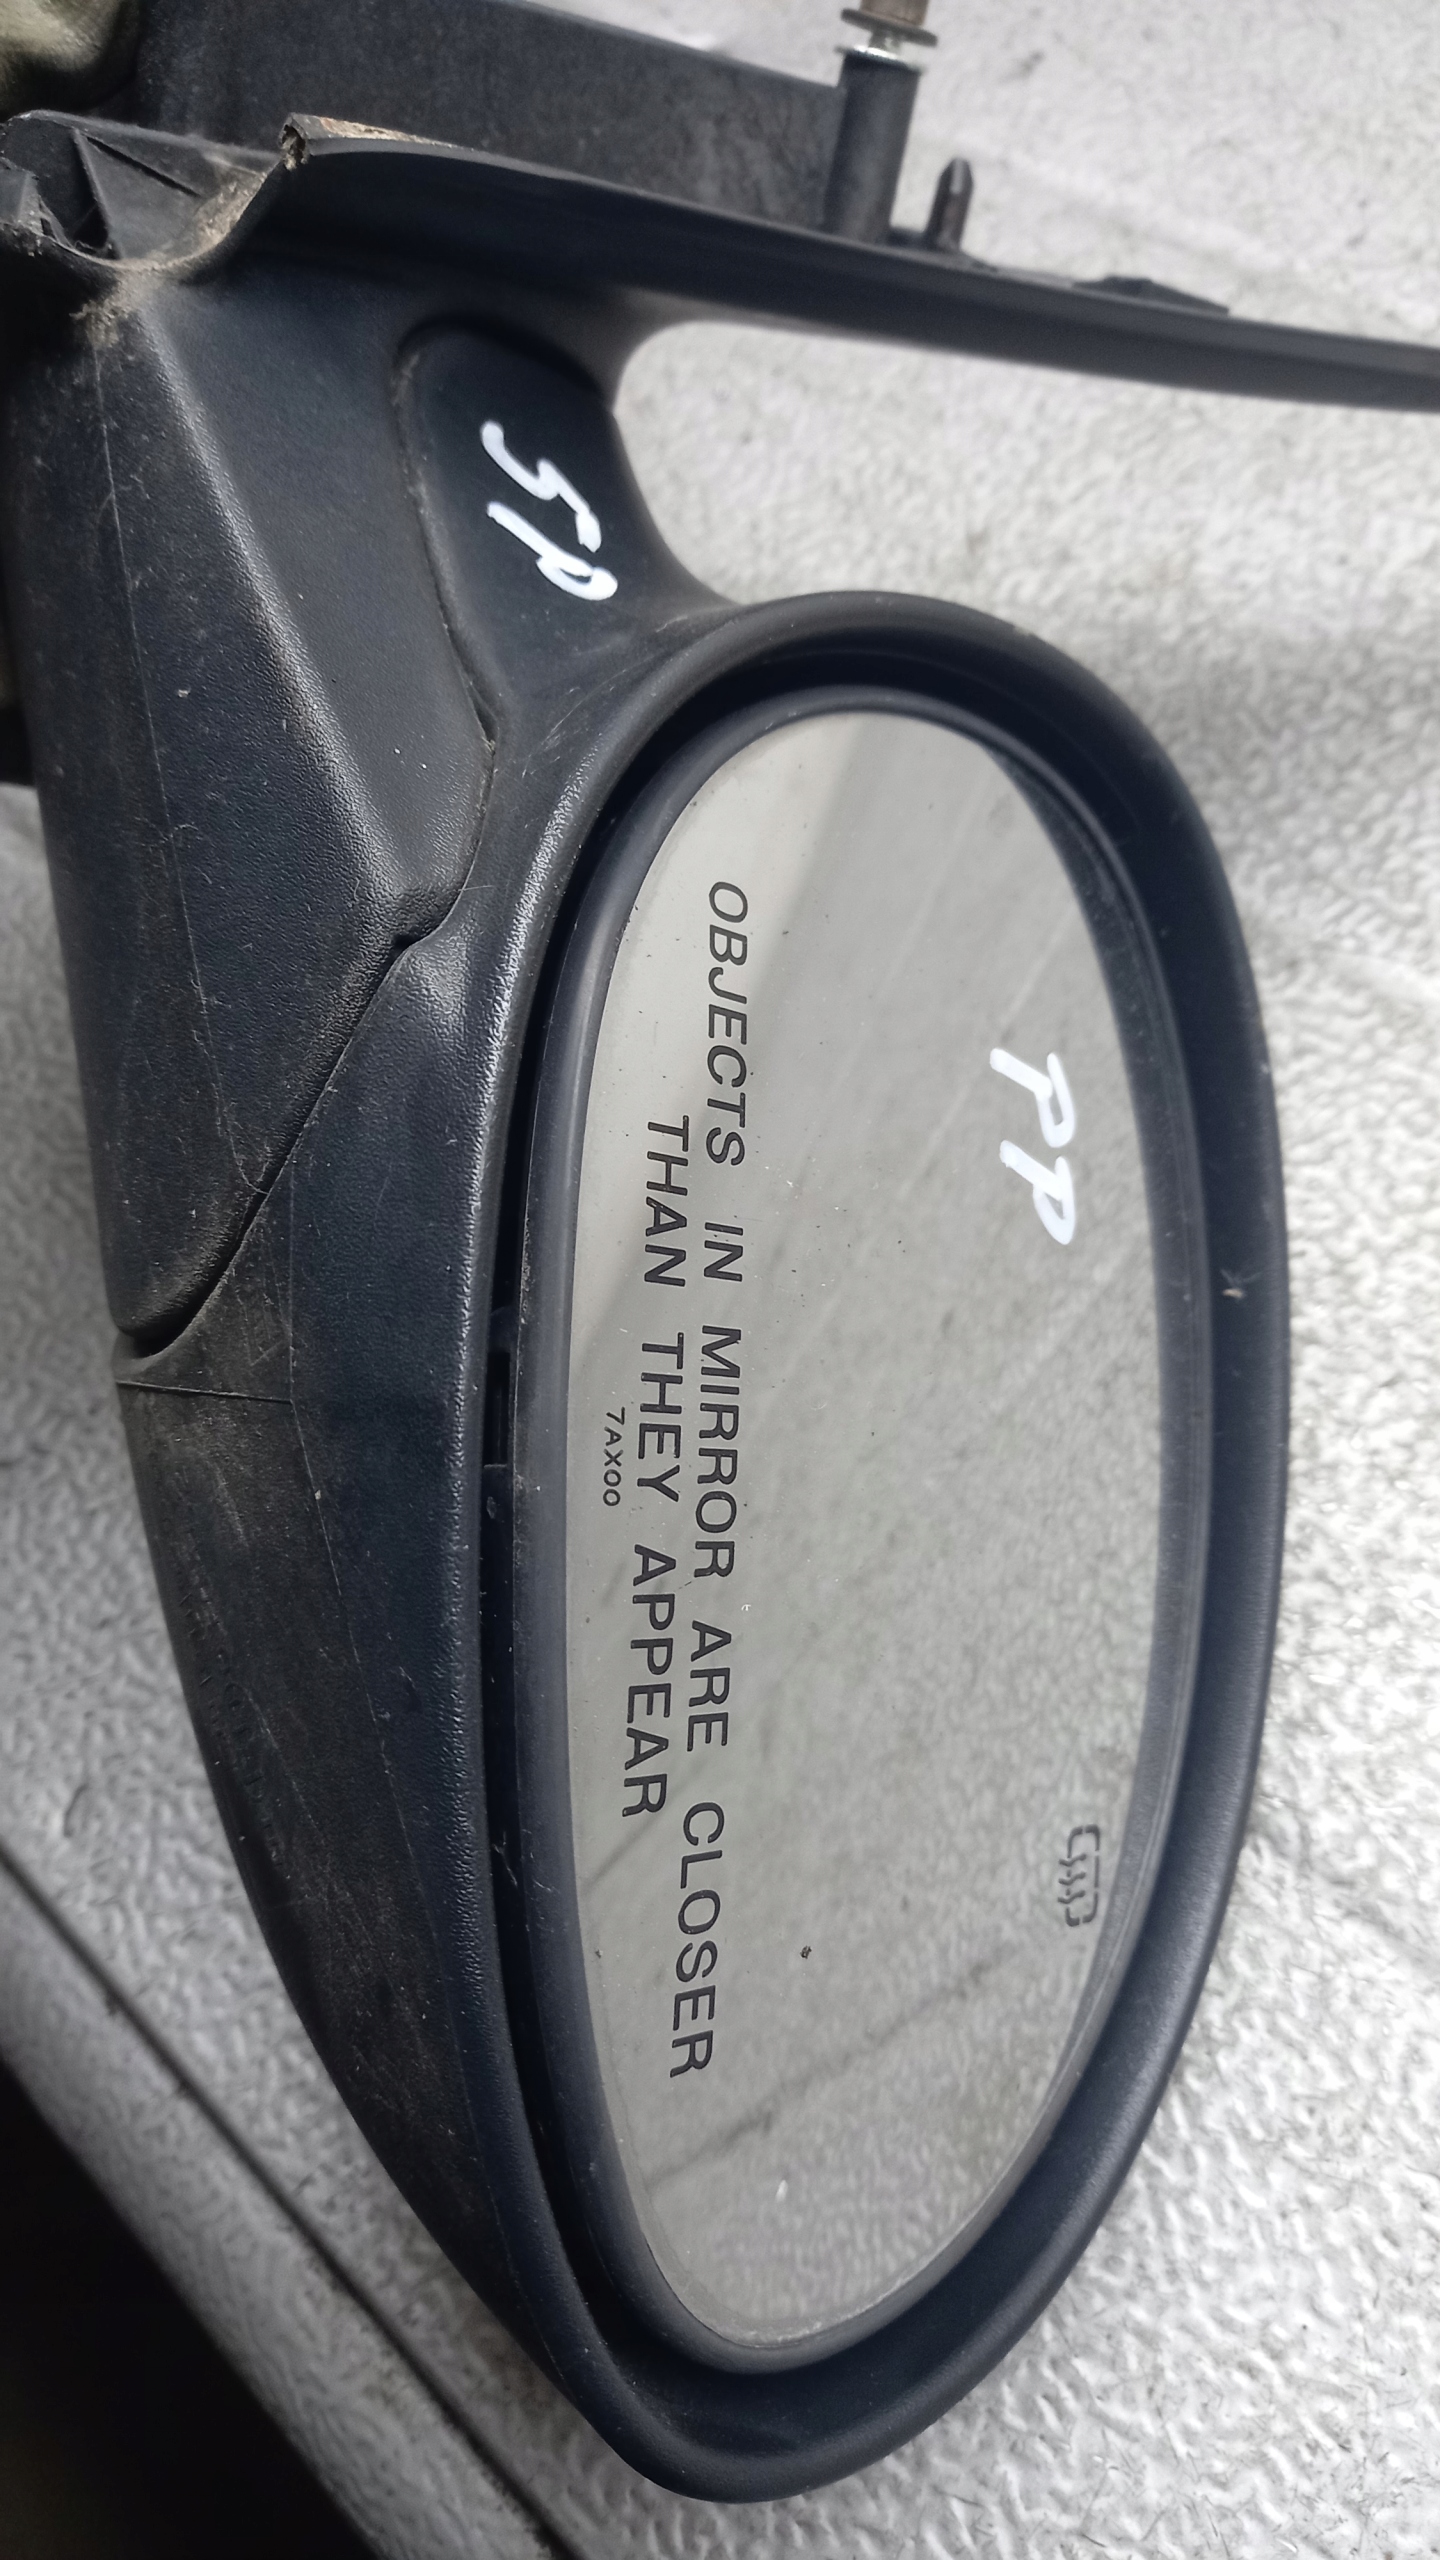 5P
PP
OBJECTS IN MIRROR ARE CLOSER
THAN THEY APPEAR
7AX00